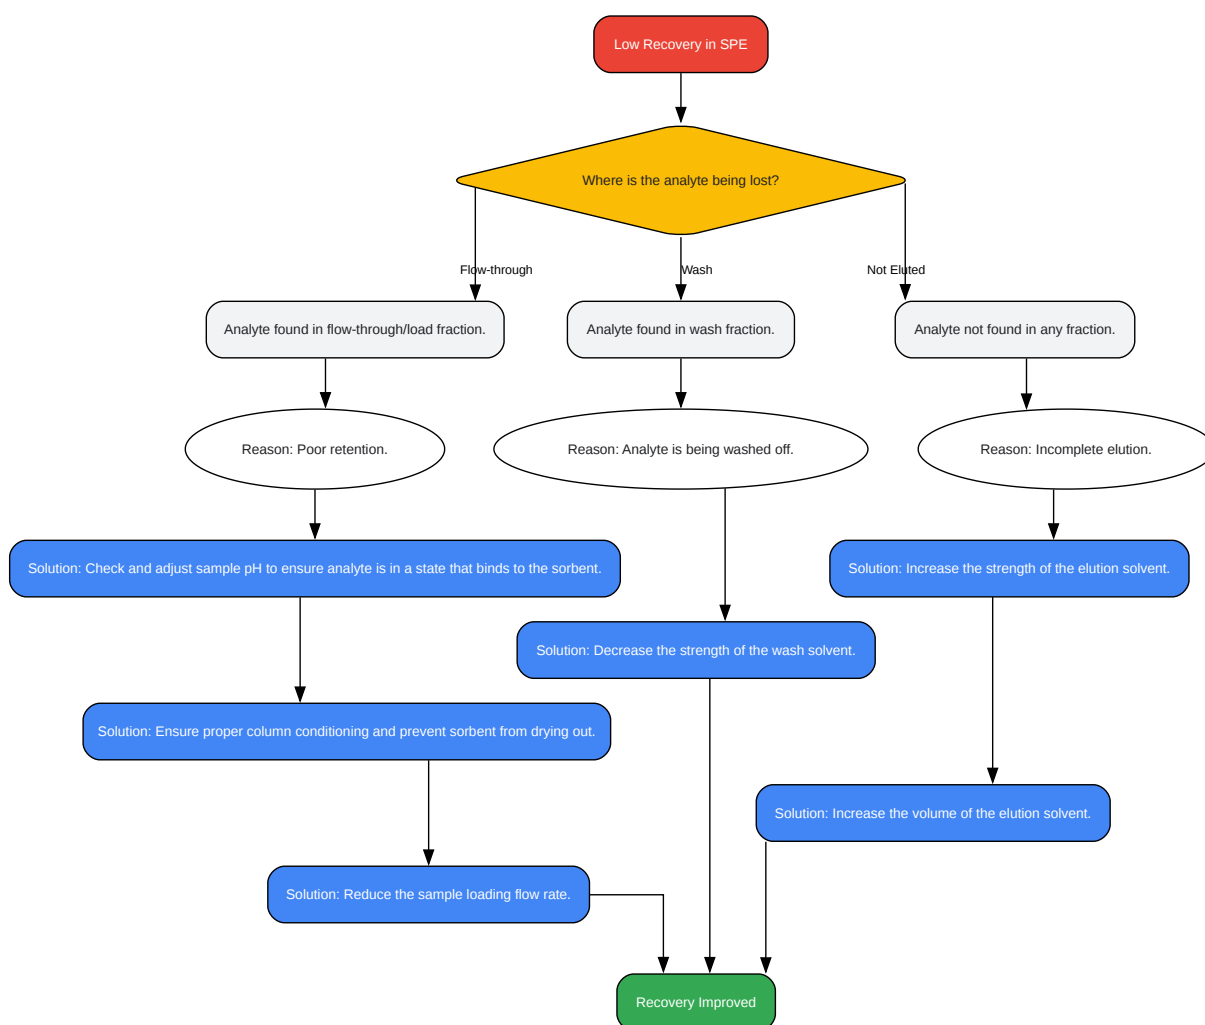 Low Recovery in SPE
Where is the analyte being lost?
Flow-through
Wash
Not Eluted
Analyte found in flow-through/load fraction.
Analyte found in wash fraction.
Analyte not found in any fraction.
Reason: Poor retention.
Reason: Analyte is being washed off.
Reason: Incomplete elution.
Solution: Check and adjust sample pH to ensure analyte is in a state that binds to the sorbent.
Solution: Increase the strength of the elution solvent.
Solution: Decrease the strength of the wash solvent.
Solution: Ensure proper column conditioning and prevent sorbent from drying out.
Solution: Increase the volume of the elution solvent.
Solution: Reduce the sample loading flow rate.
Recovery Improved